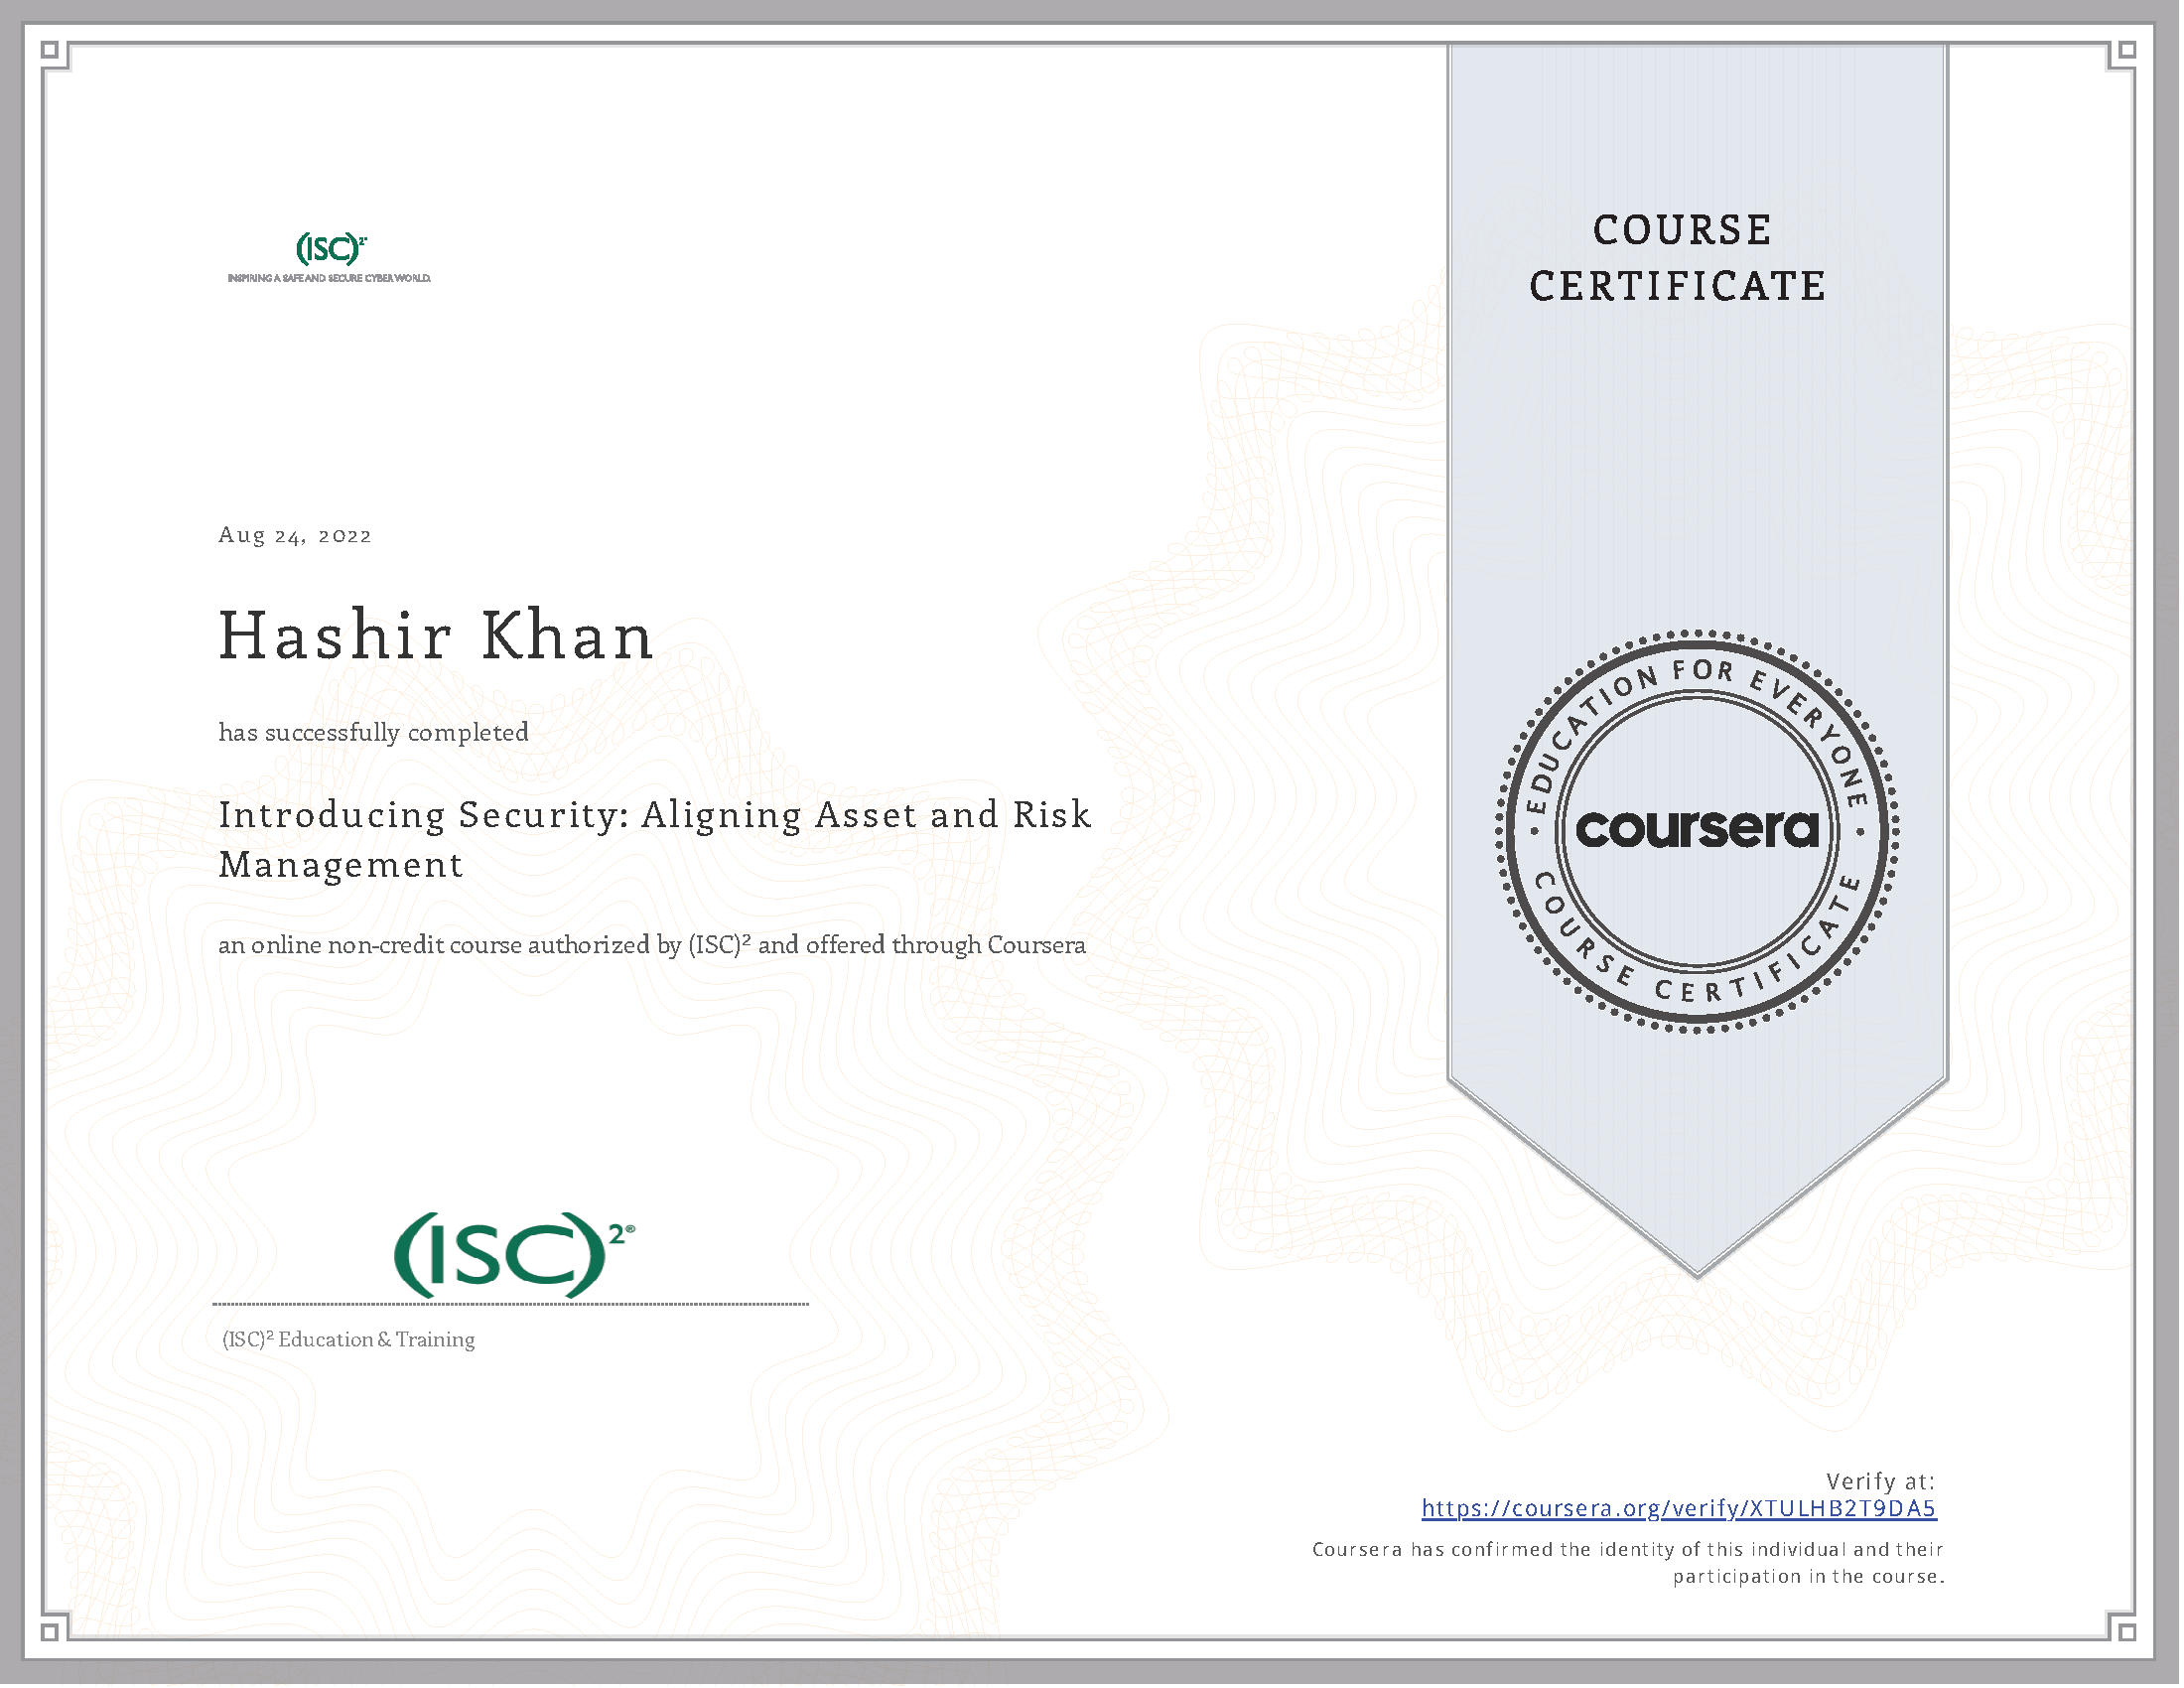 (ISC)²
INSPIRING A SAFE AND SECURE CYBER WORLD.
COURSE
CERTIFICATE
Aug 24, 2022
Hashir Khan
has successfully completed
Introducing Security: Aligning Asset and Risk
Management
an online non-credit course authorized by (ISC)² and offered through Coursera
EDUCATION FOR EVERYONE
coursera
COURSE CERTIFICATE
(ISC)²®
(ISC)² Education & Training
Verify at:
https://coursera.org/verify/XTULHB2T9DA5
Coursera has confirmed the identity of this individual and their
participation in the course.